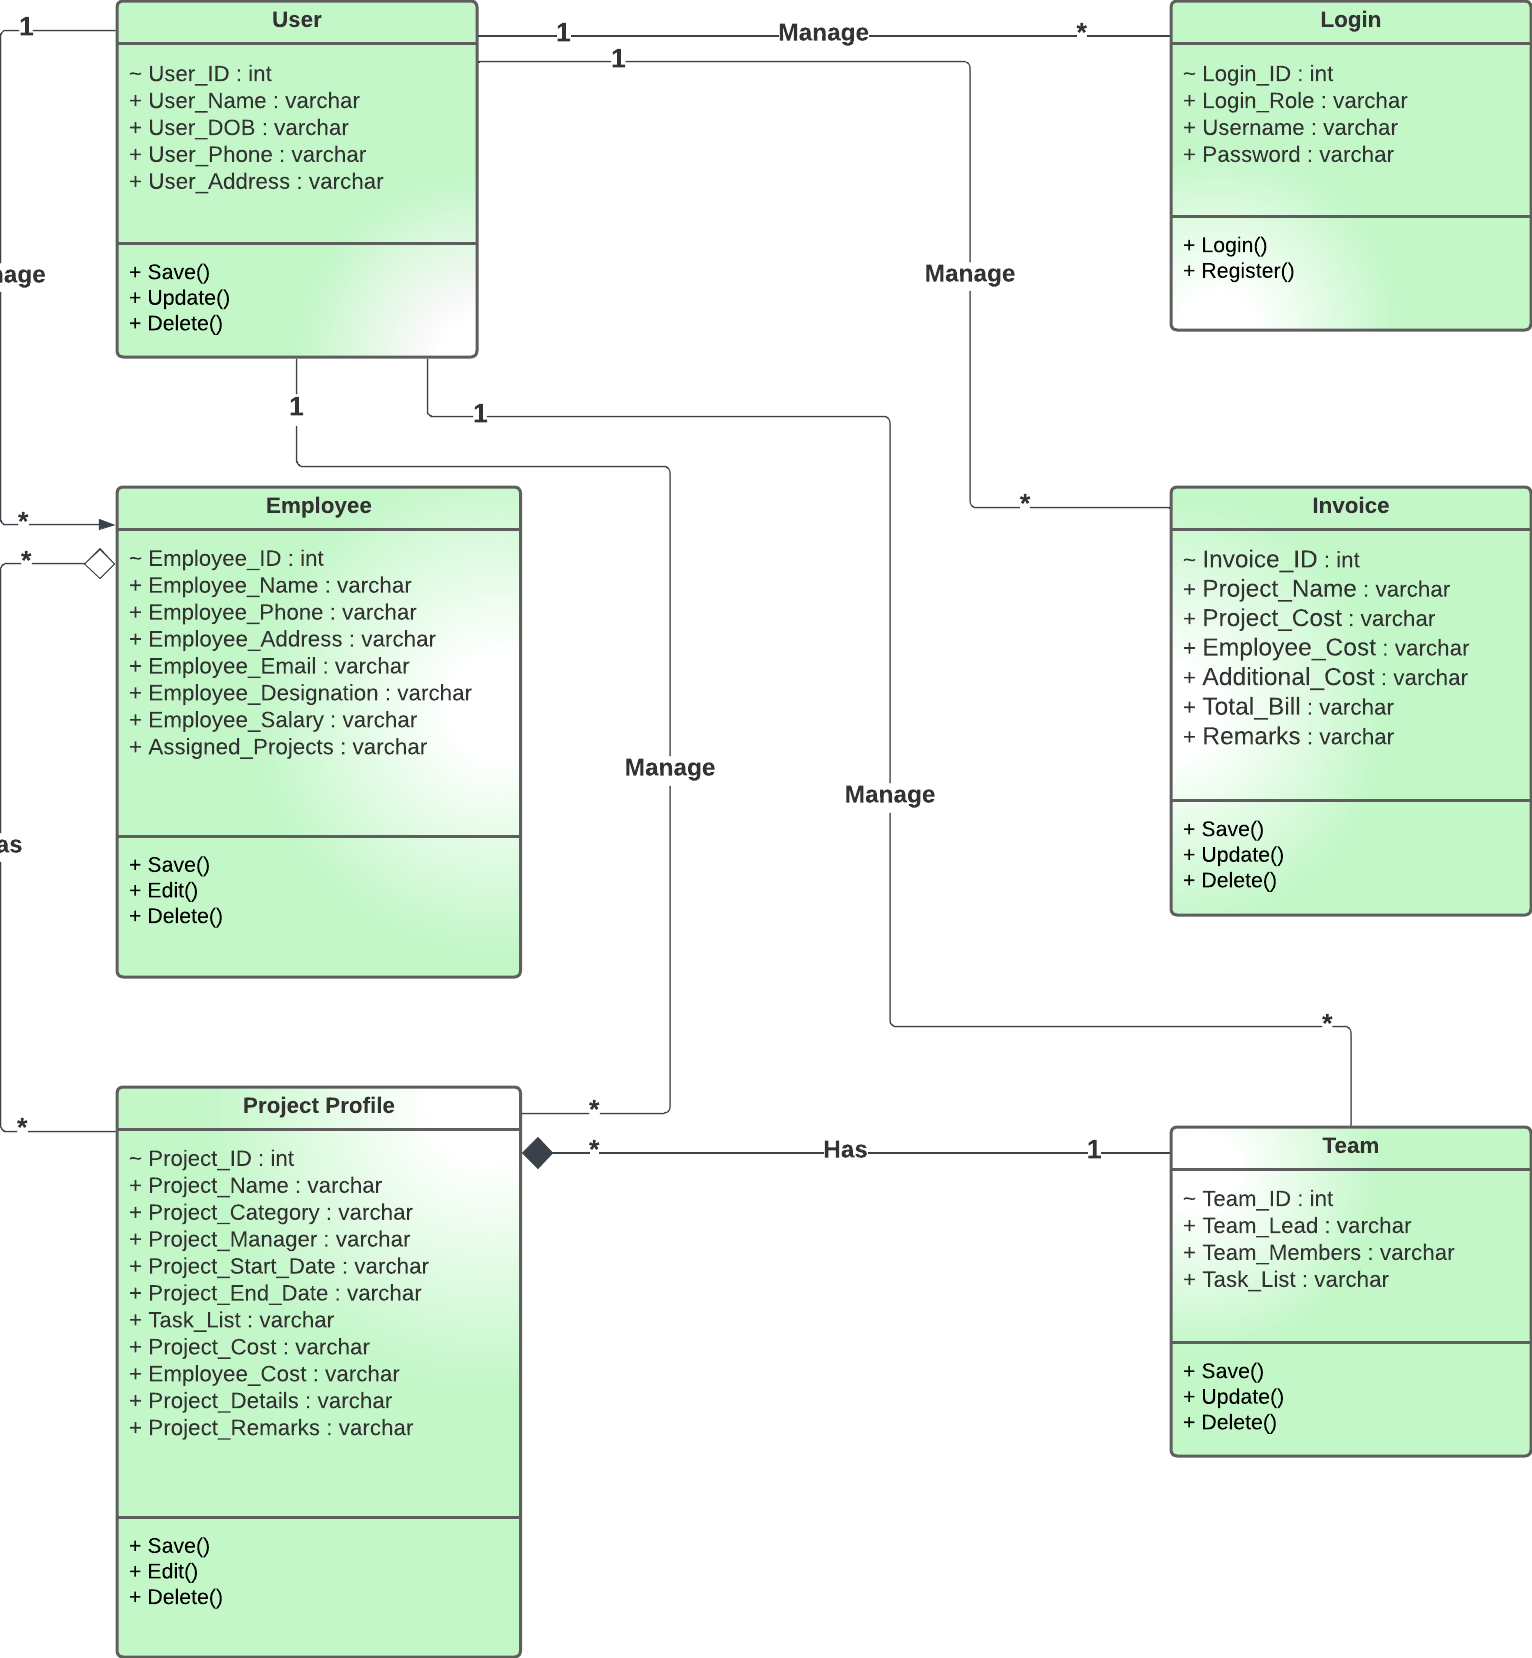 User
~ User_ID : int
+ User_Name : varchar
+ User_DOB : varchar
+ User_Phone : varchar
+ User_Address : varchar
+ Save()
+ Update()
+ Delete()
1
1
Manage
*
1
Login
~ Login_ID : int
+ Login_Role : varchar
+ Username : varchar
+ Password : varchar
+ Login()
+ Register()
Manage
1
1
*
*
*
Employee
~ Employee_ID : int
+ Employee_Name : varchar
+ Employee_Phone : varchar
+ Employee_Address : varchar
+ Employee_Email : varchar
+ Employee_Designation : varchar
+ Employee_Salary : varchar
+ Assigned_Projects : varchar
+ Save()
+ Edit()
+ Delete()
Manage
Manage
Invoice
~ Invoice_ID : int
+ Project_Name : varchar
+ Project_Cost : varchar
+ Employee_Cost : varchar
+ Additional_Cost : varchar
+ Total_Bill : varchar
+ Remarks : varchar
+ Save()
+ Update()
+ Delete()
*
*
*
Project Profile
~ Project_ID : int
+ Project_Name : varchar
+ Project_Category : varchar
+ Project_Manager : varchar
+ Project_Start_Date : varchar
+ Project_End_Date : varchar
+ Task_List : varchar
+ Project_Cost : varchar
+ Employee_Cost : varchar
+ Project_Details : varchar
+ Project_Remarks : varchar
+ Save()
+ Edit()
+ Delete()
*
Has
1
Team
~ Team_ID : int
+ Team_Lead : varchar
+ Team_Members : varchar
+ Task_List : varchar
+ Save()
+ Update()
+ Delete()